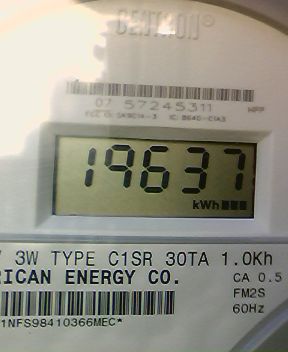 CENTRON®
07 57245311
19637
kWh
3W TYPE C1SR 30TA 1.0Kh
RICAN ENERGY CO. CA 0.5
FM2S
1NFS98410366MEC* 60Hz